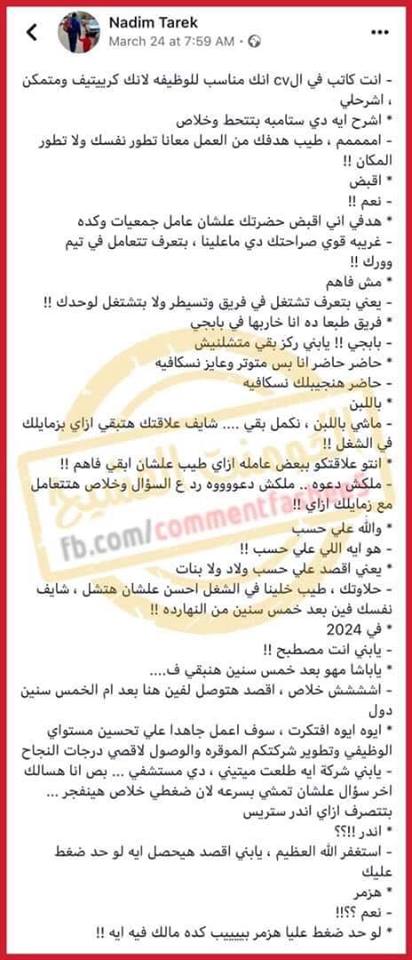 Nadim Tarek
March 24 at 7:59 AM ·
- انت كاتب في الcv انك مناسب للوظيفه لانك كرييتيف ومتمكن
، اشرحلي
* اشرح ايه دي ستامبه بتتحط وخلاص
- اممممم ، طيب هدفك من العمل معانا تطور نفسك ولا تطور
المكان !!
* اقبض
- نعم !!
* هدفي اني اقبض حضرتك علشان عامل جمعيات وكده
- غريبه قوي صراحتك دي ماعلينا ، بتعرف تتعامل في تيم
وورك !!
* مش فاهم
- يعني بتعرف تشتغل في فريق وتسيطر ولا بتشتغل لوحدك !!
* فريق طبعا ده انا خاربها في بابجي
- بابجي !! يابني ركز بقي متشلنيش
* حاضر حاضر انا بس متوتر وعايز نسكافيه
- حاضر هنجيبلك نسكافيه
* باللبن
- ماشي باللبن ، نكمل بقي .... شايف علاقتك هتبقي ازاي بزمايلك
في الشغل !!
* انتو علاقتكو ببعض عامله ازاي طيب علشان ابقي فاهم !!
- ملكش دعوه .. ملكش دعووووه رد ع السؤال وخلاص هتتعامل
مع زمايلك ازاي !!
* والله علي حسب
- هو ايه اللي علي حسب !!
* يعني اقصد علي حسب ولاد ولا بنات
- حلاوتك ، طيب خلينا في الشغل احسن علشان هتشل ، شايف
نفسك فين بعد خمس سنين من النهارده !!
* في 2024
- يابني انت مصطبح !!
* ياباشا مهو بعد خمس سنين هنبقي ف....
- اشششش خلاص ، اقصد هتوصل لفين هنا بعد ام الخمس سنين
دول
* ايوه ايوه افتكرت ، سوف اعمل جاهدا علي تحسين مستواي
الوظيفي وتطوير شركتكم الموقره والوصول لاقصي درجات النجاح
- يابني شركة ايه طلعت ميتيني ، دي مستشفي ... بص انا هسالك
اخر سؤال علشان تمشي بسرعه لان ضغطي خلاص هينفجر ...
بتتصرف ازاي اندر ستريس
* اندر !!؟؟
- استغفر الله العظيم ، يابني اقصد هيحصل ايه لو حد ضغط
عليك
* هزمر
- نعم ؟؟!!
* لو حد ضغط عليا هزمر بيييييب كده مالك فيه ايه !!
fb.com/commentfamous